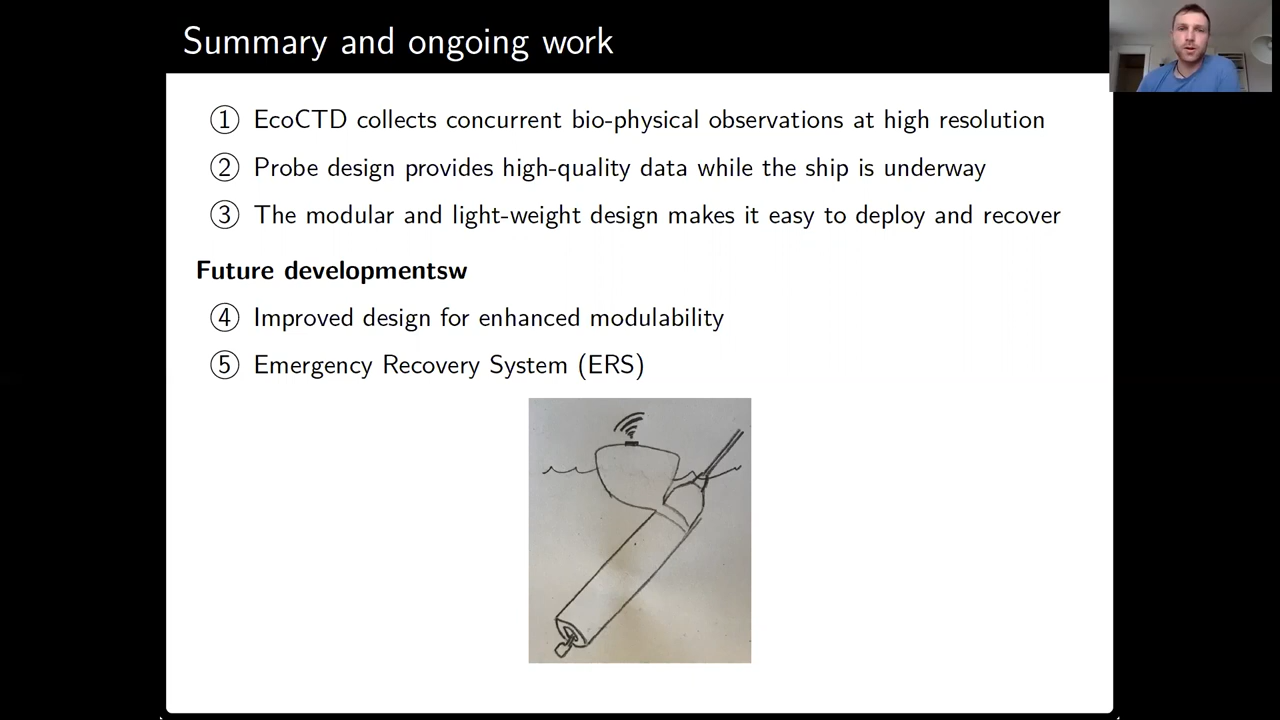 Summary and ongoing work
1 EcoCTD collects concurrent bio-physical observations at high resolution
2 Probe design provides high-quality data while the ship is underway
3 The modular and light-weight design makes it easy to deploy and recover
Future developmentsw
4 Improved design for enhanced modulability
5 Emergency Recovery System (ERS)